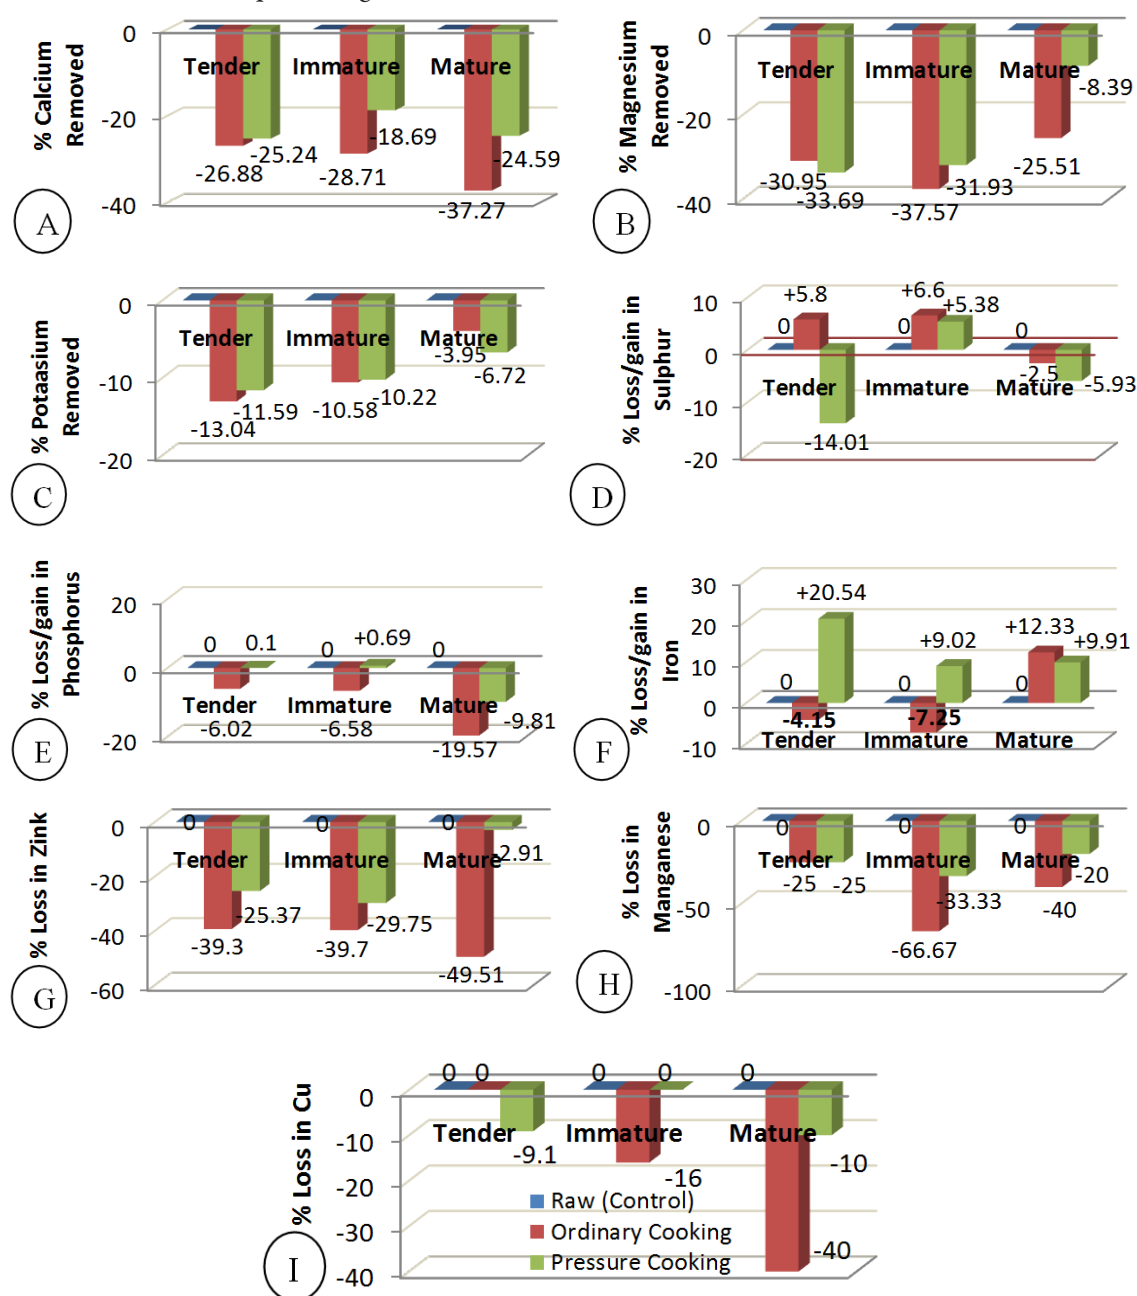 0
-20
-40
% Calcium
Removed
Tender
Immature
Mature
-26.88
-25.24
-28.71
-18.69
-37.27
-24.59
A
0
-20
-40
% Magnesium
Removed
Tender
Immature
Mature
-30.95
-33.69
-37.57
-31.93
-25.51
-8.39
B
0
-10
-20
% Potaasium
Removed
Tender
Immature
Mature
-13.04
-11.59
-10.58
-10.22
-3.95
-6.72
C
10
0
-10
-20
% Loss/gain in
Sulphur
Tender
Immature
Mature
0
+5.8
-14.01
0
+6.6
+5.38
0
-2.5
-5.93
D
20
0
-20
% Loss/gain in
Phosphorus
Tender
Immature
Mature
0
-6.02
0.1
0
-6.58
+0.69
0
-19.57
-9.81
E
30
20
10
0
-10
% Loss/gain in
Iron
Tender
Immature
Mature
0
-4.15
+20.54
0
-7.25
+9.02
0
+12.33
+9.91
F
0
-20
-40
-60
% Loss in Zink
Tender
Immature
Mature
0
-39.3
-25.37
0
-39.7
-29.75
0
-49.51
-2.91
G
0
-50
-100
% Loss in
Manganese
Tender
Immature
Mature
0
-25
-25
0
-66.67
-33.33
0
-40
-20
H
0
-10
-20
-30
-40
% Loss in Cu
Tender
Immature
Mature
0
0
-9.1
0
-16
0
0
-40
-10
Raw (Control)
Ordinary Cooking
Pressure Cooking
I